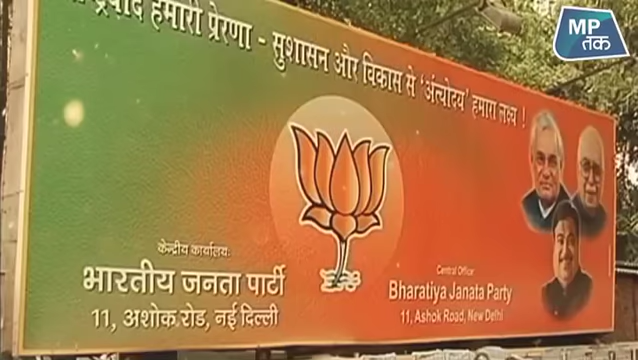 हमारी प्रेरणा - सुशासन और विकास से 'अंत्योदय' हमारा लक्ष्य !
MP
तक
केन्द्रीय कार्यालय:
भारतीय जनता पार्टी
11, अशोक रोड, नई दिल्ली
Central Office
Bharatiya Janata Party
11, Ashok Road, New Delhi